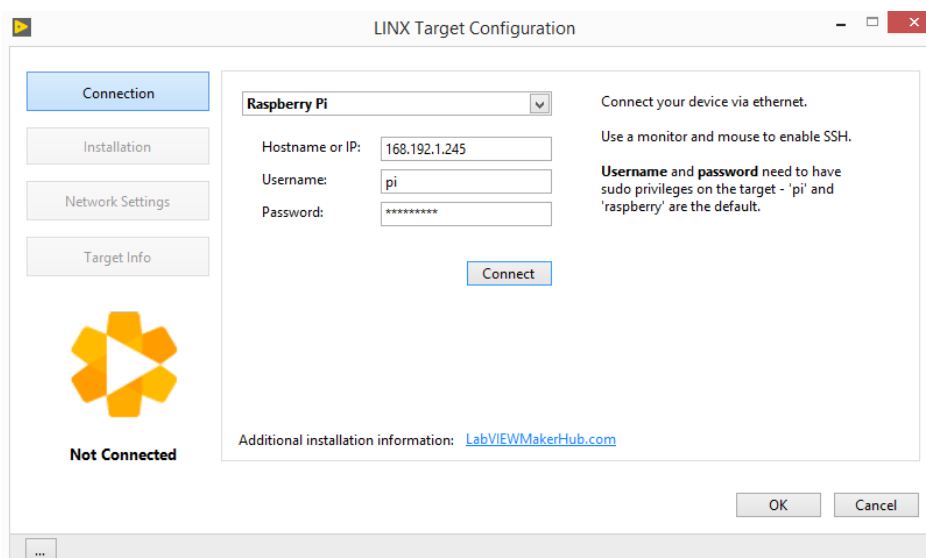 LINX Target Configuration
Connection
Installation
Network Settings
Target Info
Not Connected
Raspberry Pi
Hostname or IP: 168.192.1.245
Username: pi
Password: *********
Connect
Connect your device via ethernet.
Use a monitor and mouse to enable SSH.
Username and password need to have
sudo privileges on the target - 'pi' and
'raspberry' are the default.
Additional installation information: LabVIEWMakerHub.com
OK
Cancel
...